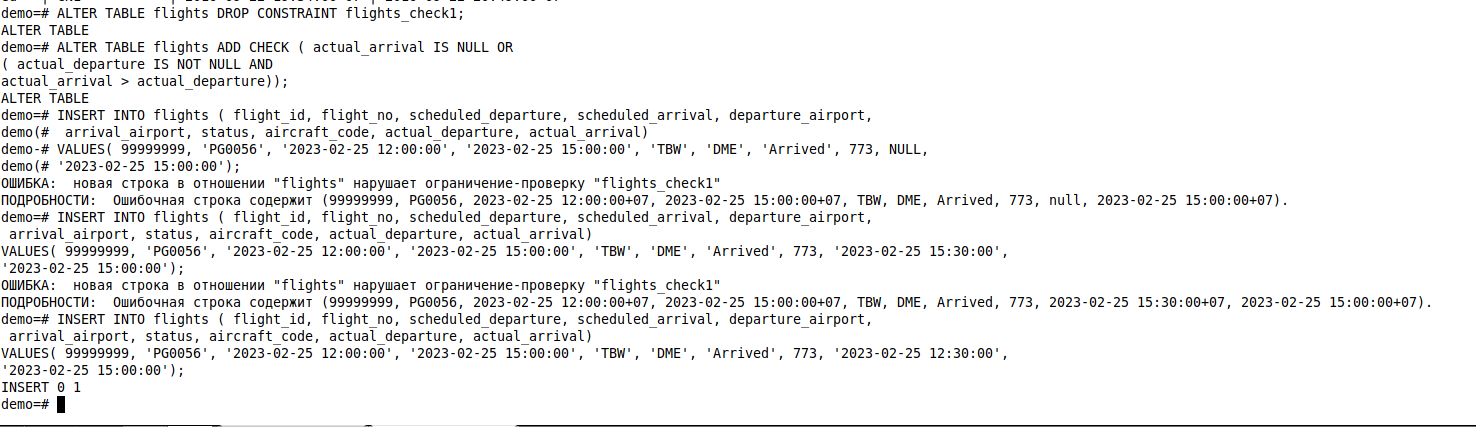 demo=# ALTER TABLE flights DROP CONSTRAINT flights_check1;
ALTER TABLE
demo=# ALTER TABLE flights ADD CHECK ( actual_arrival IS NULL OR
( actual_departure IS NOT NULL AND
actual_arrival > actual_departure));
ALTER TABLE
demo=# INSERT INTO flights ( flight_id, flight_no, scheduled_departure, scheduled_arrival, departure_airport,
demo(#  arrival_airport, status, aircraft_code, actual_departure, actual_arrival)
demo-# VALUES( 99999999, 'PG0056', '2023-02-25 12:00:00', '2023-02-25 15:00:00', 'TBW', 'DME', 'Arrived', 773, NULL,
demo(# '2023-02-25 15:00:00');
ОШИБКА:  новая строка в отношении "flights" нарушает ограничение-проверку "flights_check1"
ПОДРОБНОСТИ:  Ошибочная строка содержит (99999999, PG0056, 2023-02-25 12:00:00+07, 2023-02-25 15:00:00+07, TBW, DME, Arrived, 773, null, 2023-02-25 15:00:00+07).
demo=# INSERT INTO flights ( flight_id, flight_no, scheduled_departure, scheduled_arrival, departure_airport,
 arrival_airport, status, aircraft_code, actual_departure, actual_arrival)
VALUES( 99999999, 'PG0056', '2023-02-25 12:00:00', '2023-02-25 15:00:00', 'TBW', 'DME', 'Arrived', 773, '2023-02-25 15:30:00',
'2023-02-25 15:00:00');
ОШИБКА:  новая строка в отношении "flights" нарушает ограничение-проверку "flights_check1"
ПОДРОБНОСТИ:  Ошибочная строка содержит (99999999, PG0056, 2023-02-25 12:00:00+07, 2023-02-25 15:00:00+07, TBW, DME, Arrived, 773, 2023-02-25 15:30:00+07, 2023-02-25 15:00:00+07).
demo=# INSERT INTO flights ( flight_id, flight_no, scheduled_departure, scheduled_arrival, departure_airport,
 arrival_airport, status, aircraft_code, actual_departure, actual_arrival)
VALUES( 99999999, 'PG0056', '2023-02-25 12:00:00', '2023-02-25 15:00:00', 'TBW', 'DME', 'Arrived', 773, '2023-02-25 12:30:00',
'2023-02-25 15:00:00');
INSERT 0 1
demo=#